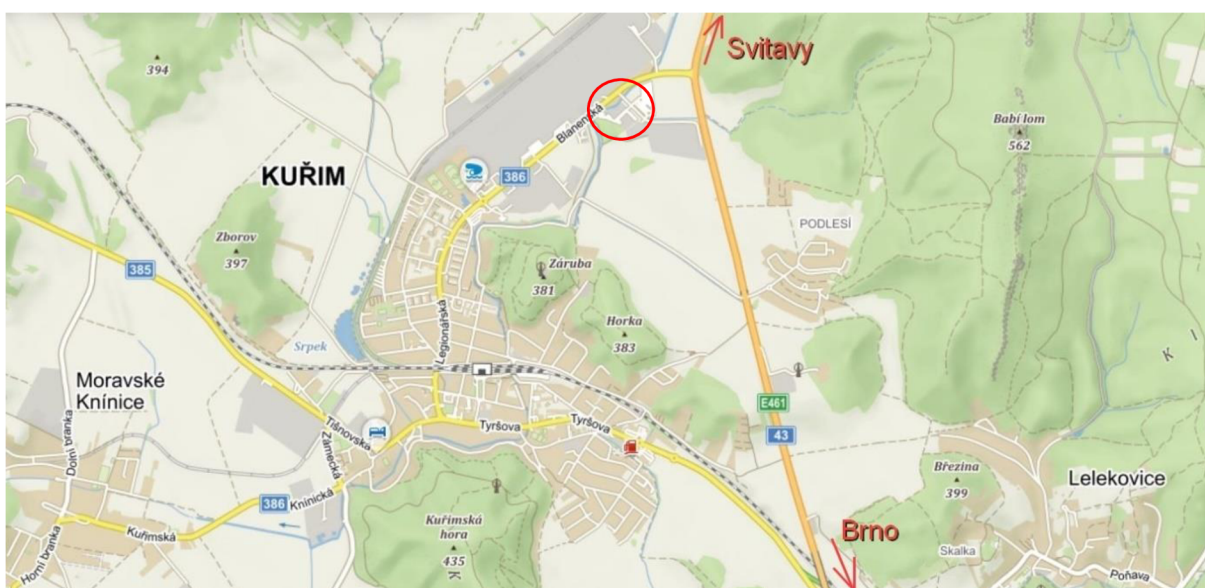 Svitavy
394
Blanenská
Babí lom
562
KUŘIM
386
PODLESÍ
Zborov
397
Záruba
381
385
Legionářská
Horka
383
Srpek
K I
Moravské
Knínice
E461
43
Dolní branka
Tišnovská
Zámecká
Tyršova
Tyršova
Březina
399
Lelekovice
386
Knínická
Kuřimská
Kuřimská
hora
435
K
Brno
Skalka
Horní branka
Poňava